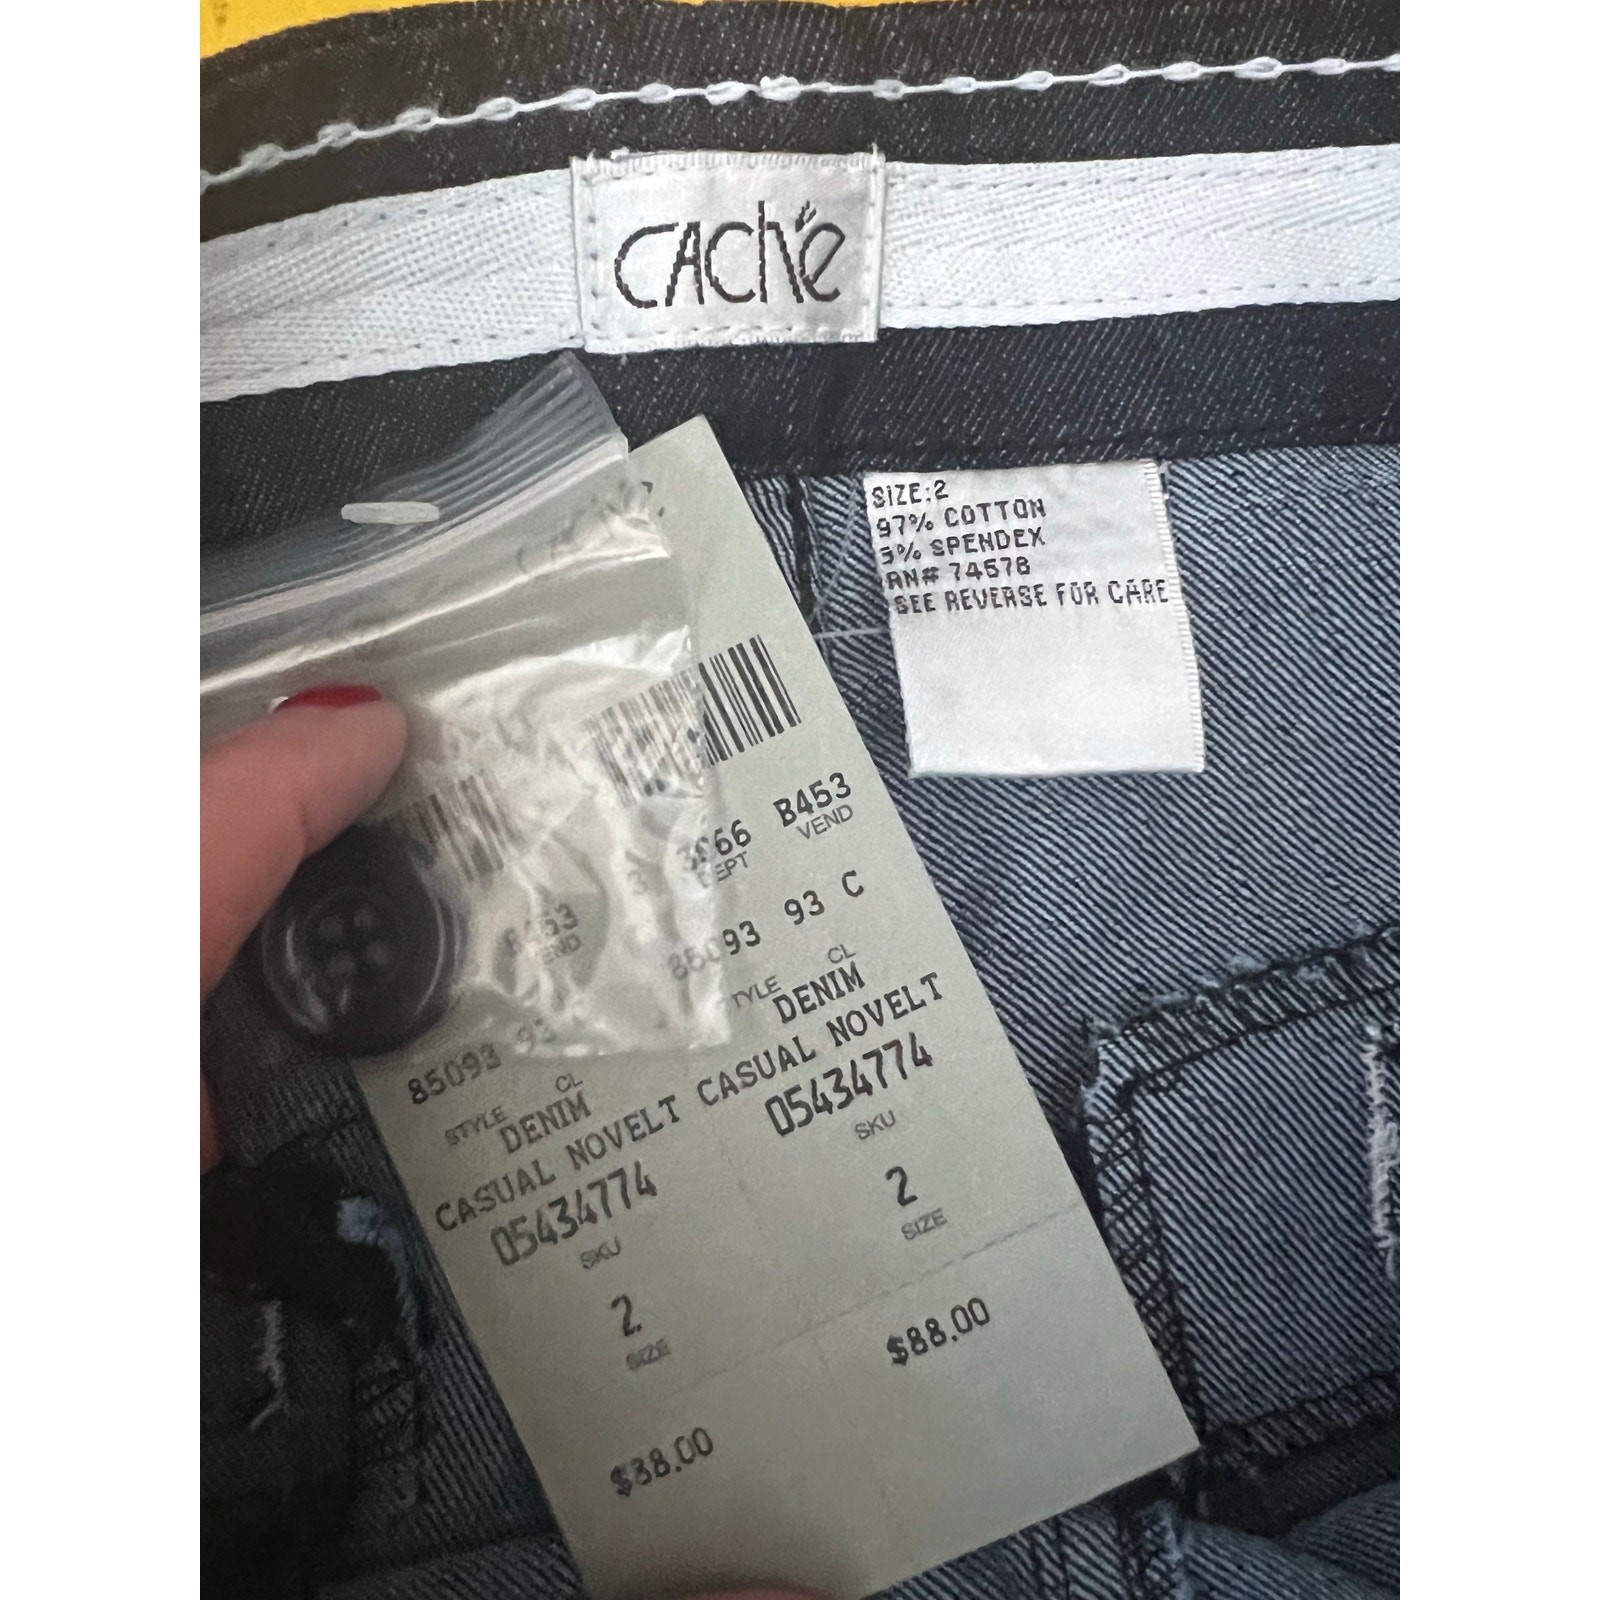 cAché
SIZE:2
97% COTTON
3% SPENDEX
RN# 74578
SEE REVERSE FOR CARE
B453
VEND
DEPT
85093 93 C
STYLE CL
DENIM
CASUAL NOVELT
05434774
SKU
2
SIZE
$88.00
B453
VEND
85093 93
STYLE CL
DENIM
CASUAL NOVELT
05434774
SKU
2
SIZE
$88.00